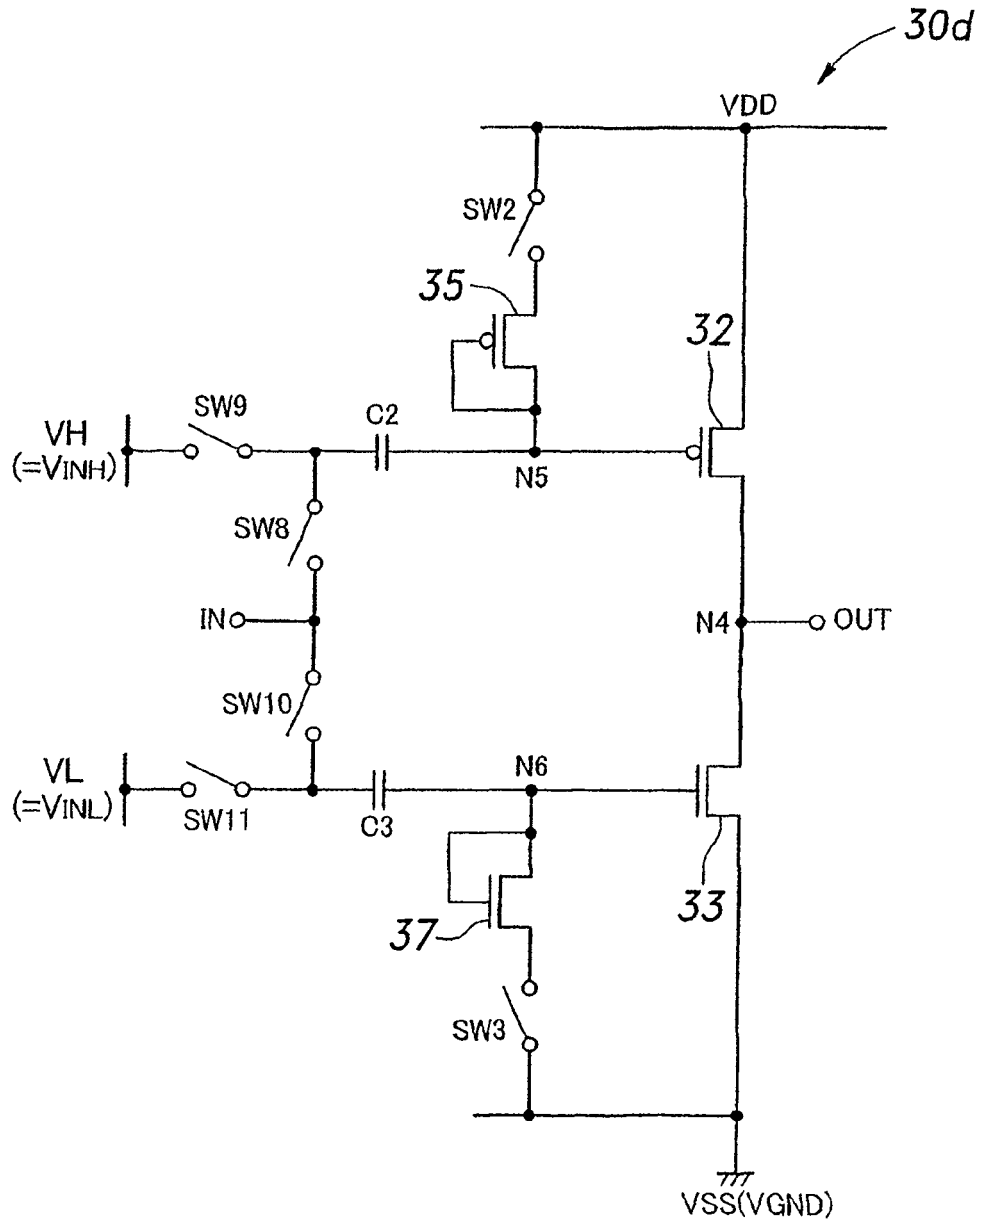 30d
VDD
SW2
35
32
SW9
C2
VH
(=VINH)
N5
SW8
IN
N4
OUT
SW10
VL
(=VINL)
N6
SW11
C3
33
37
SW3
VSS(VGND)